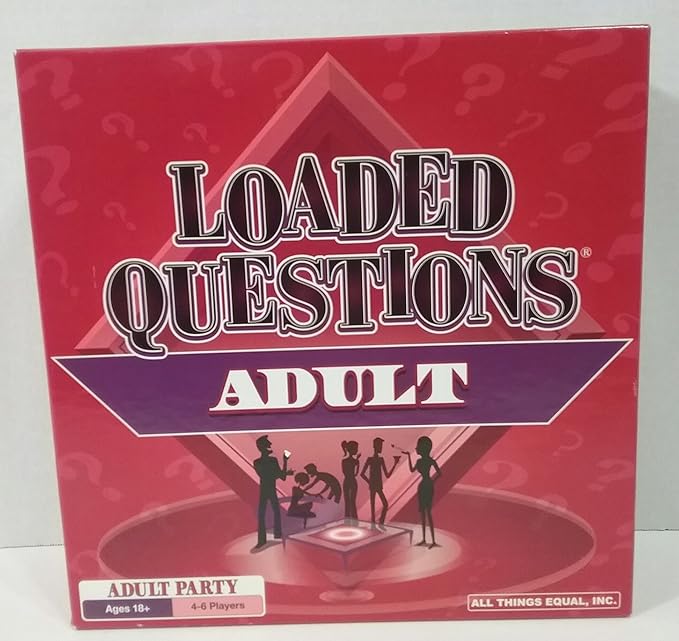 LOADED
QUESTIONS®
ADULT
ADULT PARTY
Ages 18+ 4-6 Players
ALL THINGS EQUAL, INC.